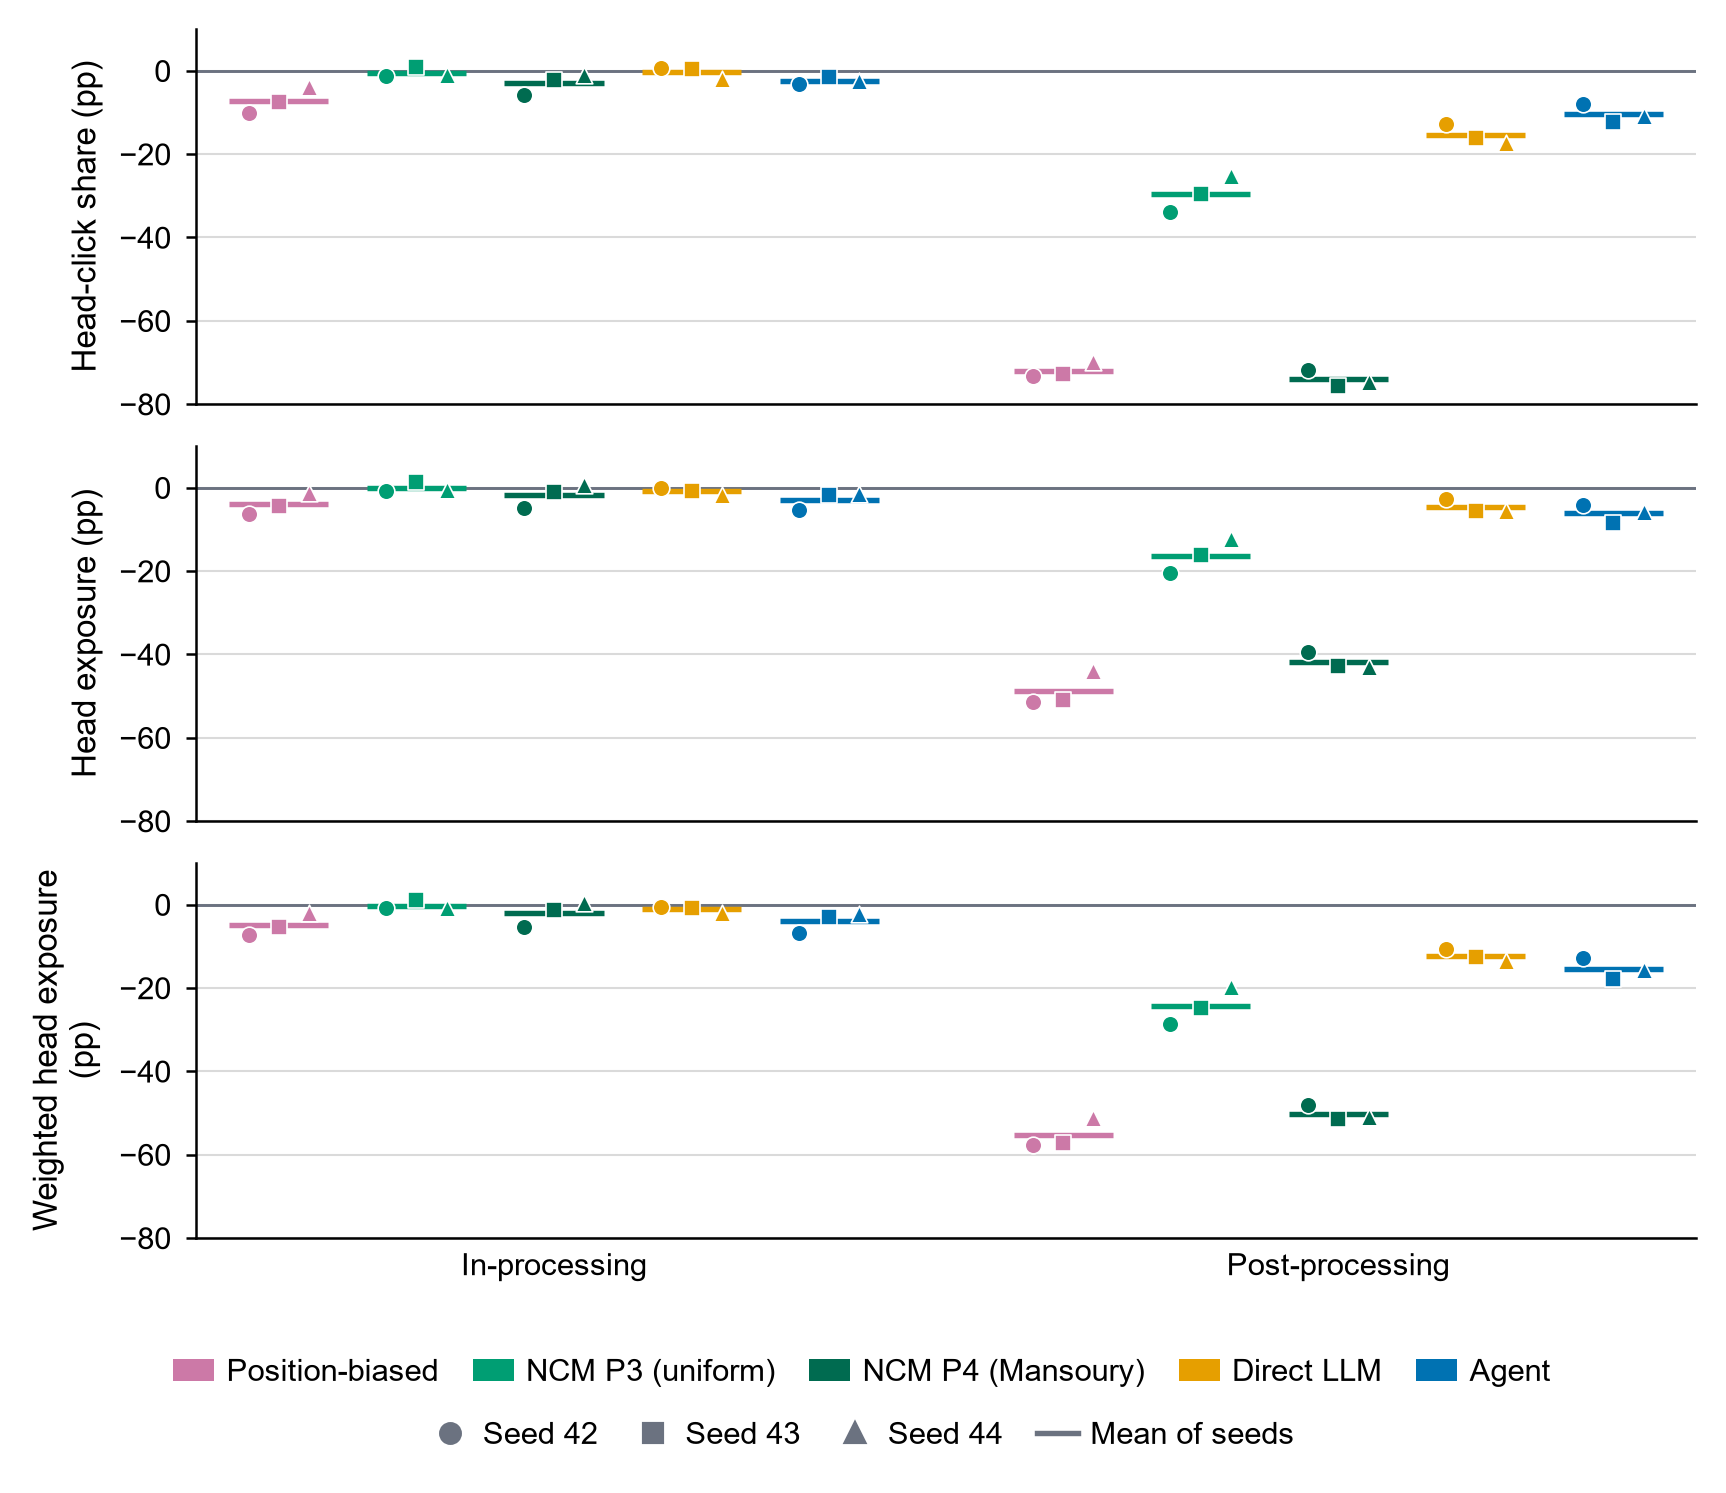 Head-click share (pp)
0
−20
−40
−60
−80
Head exposure (pp)
0
−20
−40
−60
−80
Weighted head exposure
(pp)
0
−20
−40
−60
−80
In-processing Post-processing
Position-biased NCM P3 (uniform) NCM P4 (Mansoury) Direct LLM Agent
Seed 42 Seed 43 Seed 44 Mean of seeds